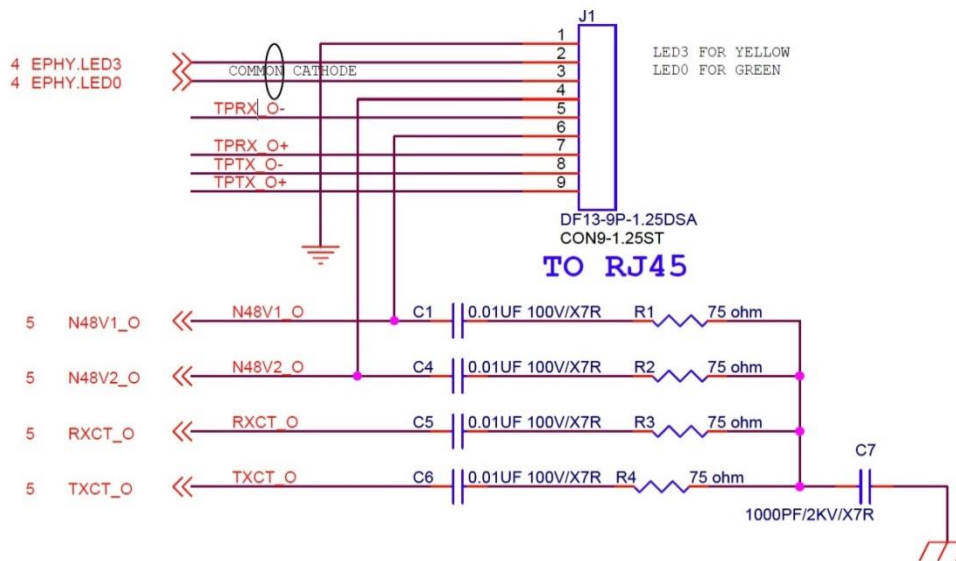 J1
1
4 EPHY.LED3
2
LED3 FOR YELLOW
4 EPHY.LED0
COMMON CATHODE
3
LED0 FOR GREEN
4
TPRX_O-
5
6
TPRX_O+
7
TPTX_O-
8
TPTX_O+
9
DF13-9P-1.25DSA
CON9-1.25ST
TO RJ45
5 N48V1_O
N48V1_O
C1 0.01UF 100V/X7R R1 75 ohm
5 N48V2_O
N48V2_O
C4 0.01UF 100V/X7R R2 75 ohm
5 RXCT_O
RXCT_O
C5 0.01UF 100V/X7R R3 75 ohm
C7
5 TXCT_O
TXCT_O
C6 0.01UF 100V/X7R R4 75 ohm
1000PF/2KV/X7R